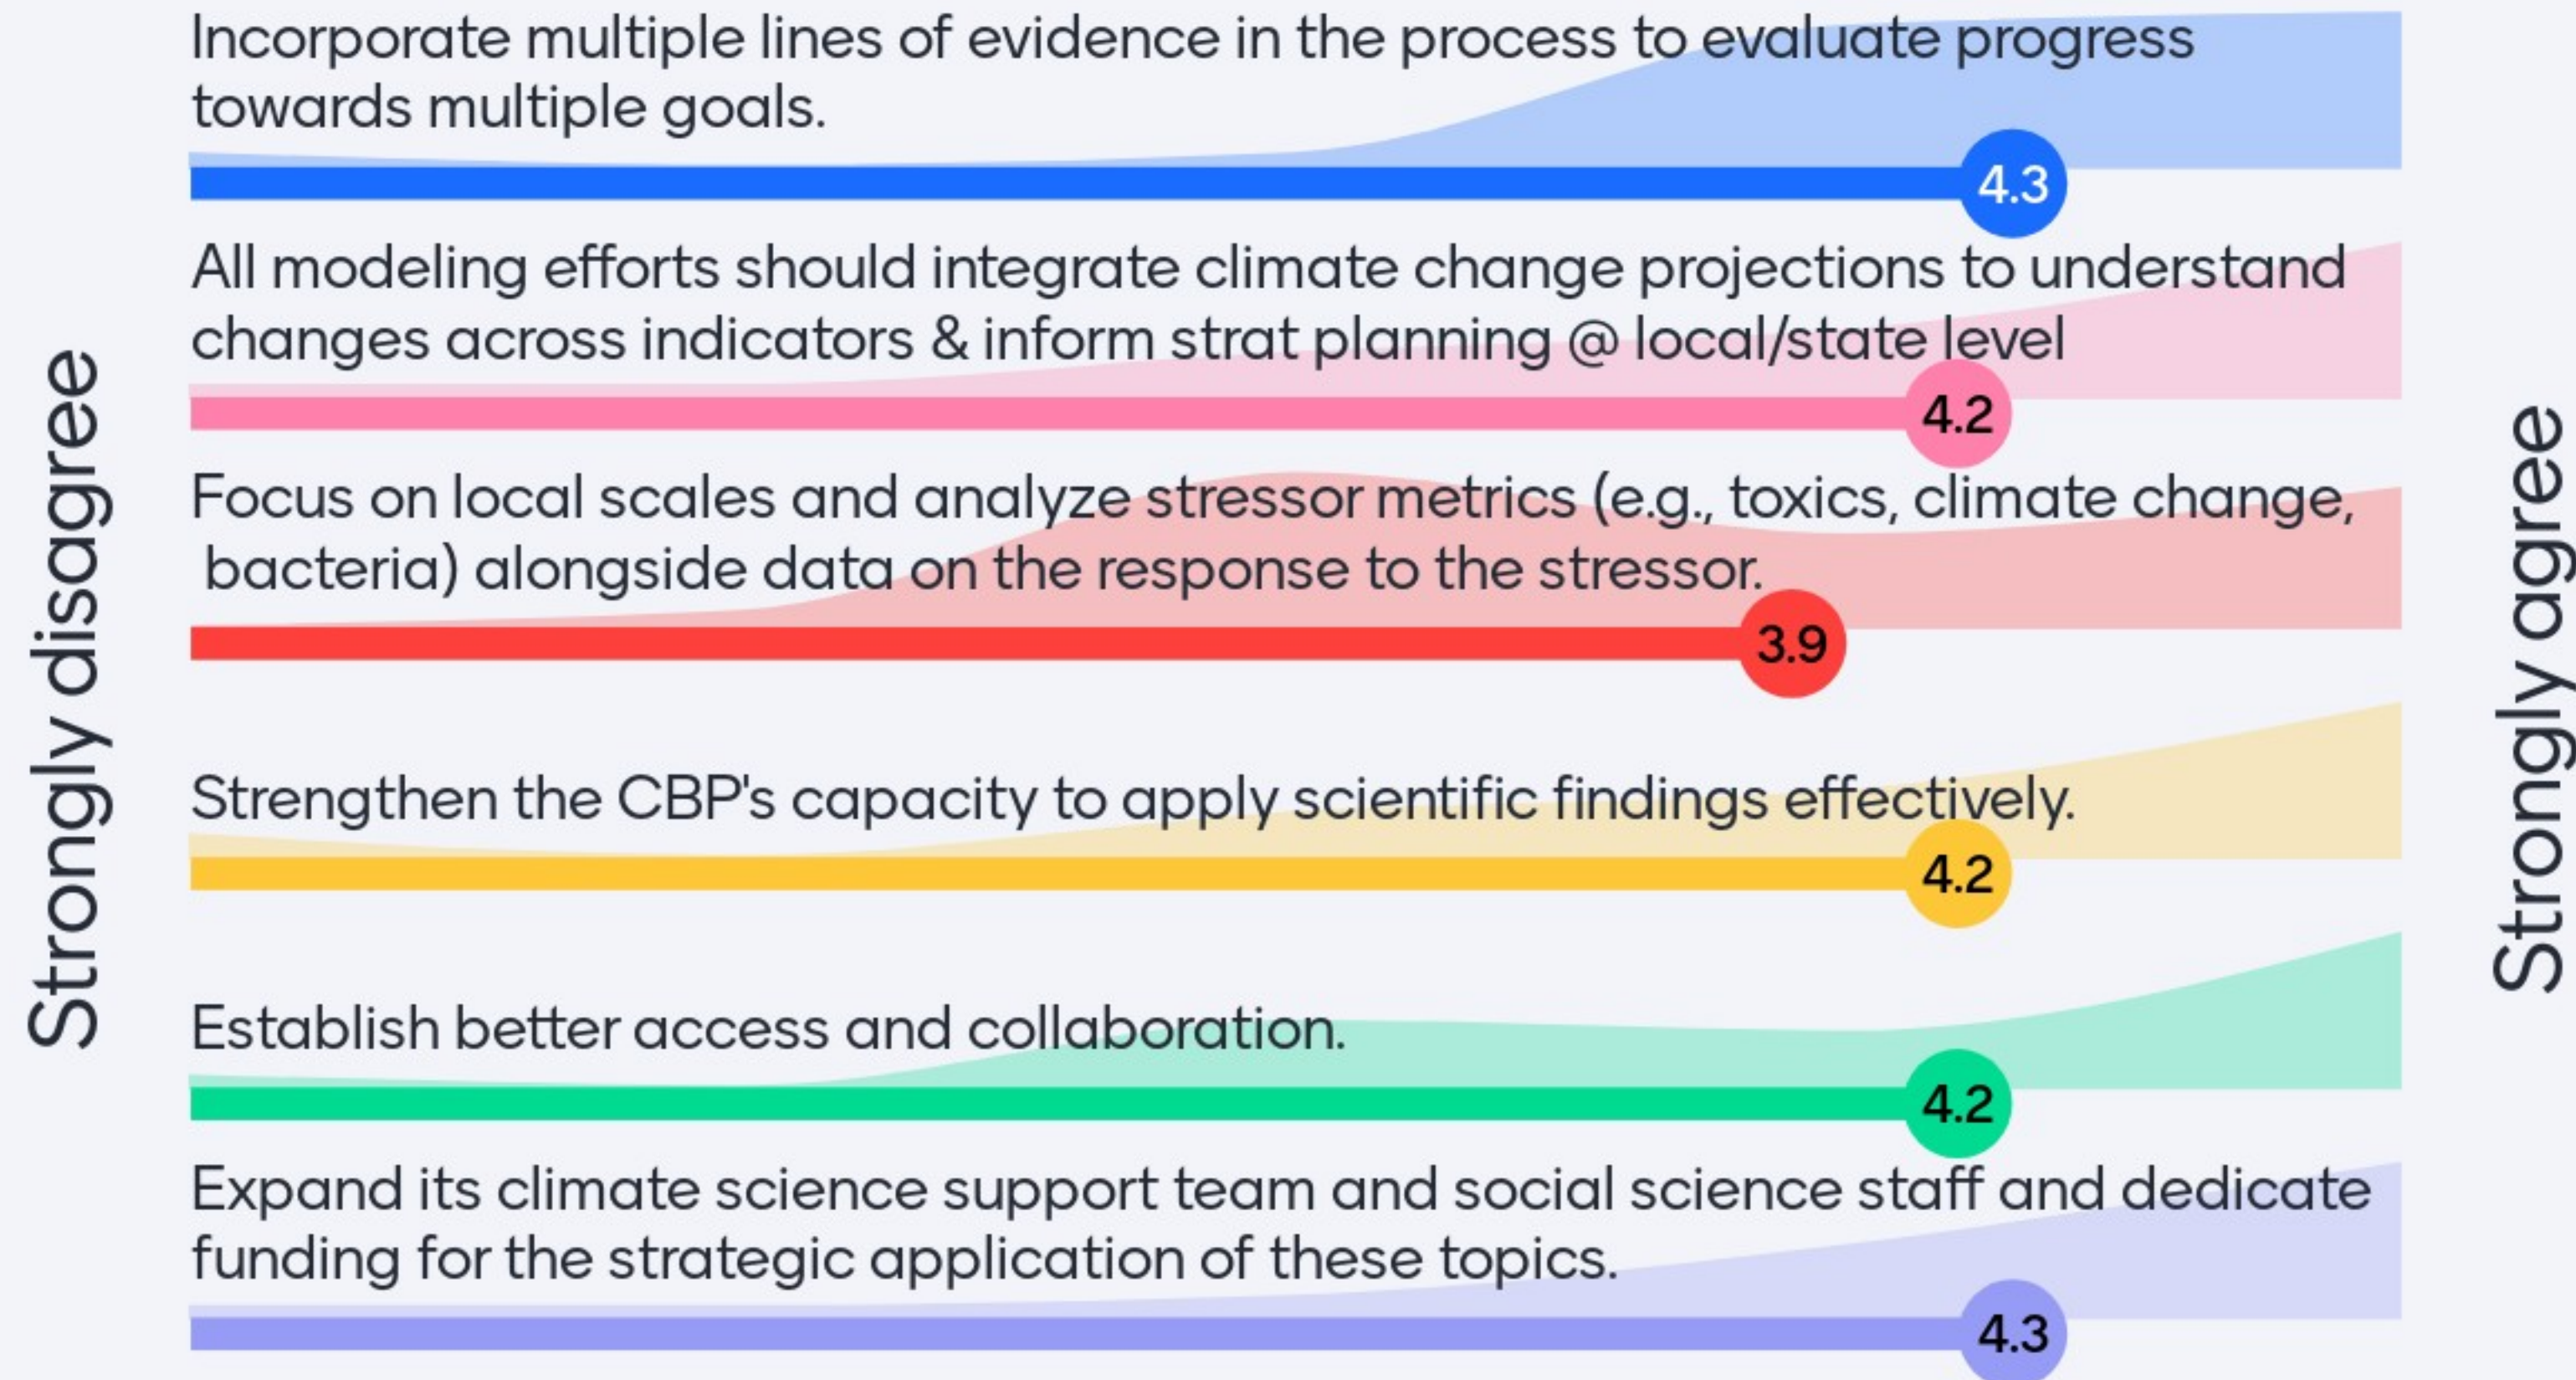 Incorporate multiple lines of evidence in the process to evaluate progress
towards multiple goals.
4.3
All modeling efforts should integrate climate change projections to understand
changes across indicators & inform strat planning @ local/state level
4.2
Focus on local scales and analyze stressor metrics (e.g., toxics, climate change,
bacteria) alongside data on the response to the stressor.
3.9
Strengthen the CBP's capacity to apply scientific findings effectively.
4.2
Establish better access and collaboration.
4.2
Expand its climate science support team and social science staff and dedicate
funding for the strategic application of these topics.
4.3
Strongly disagree
Strongly agree